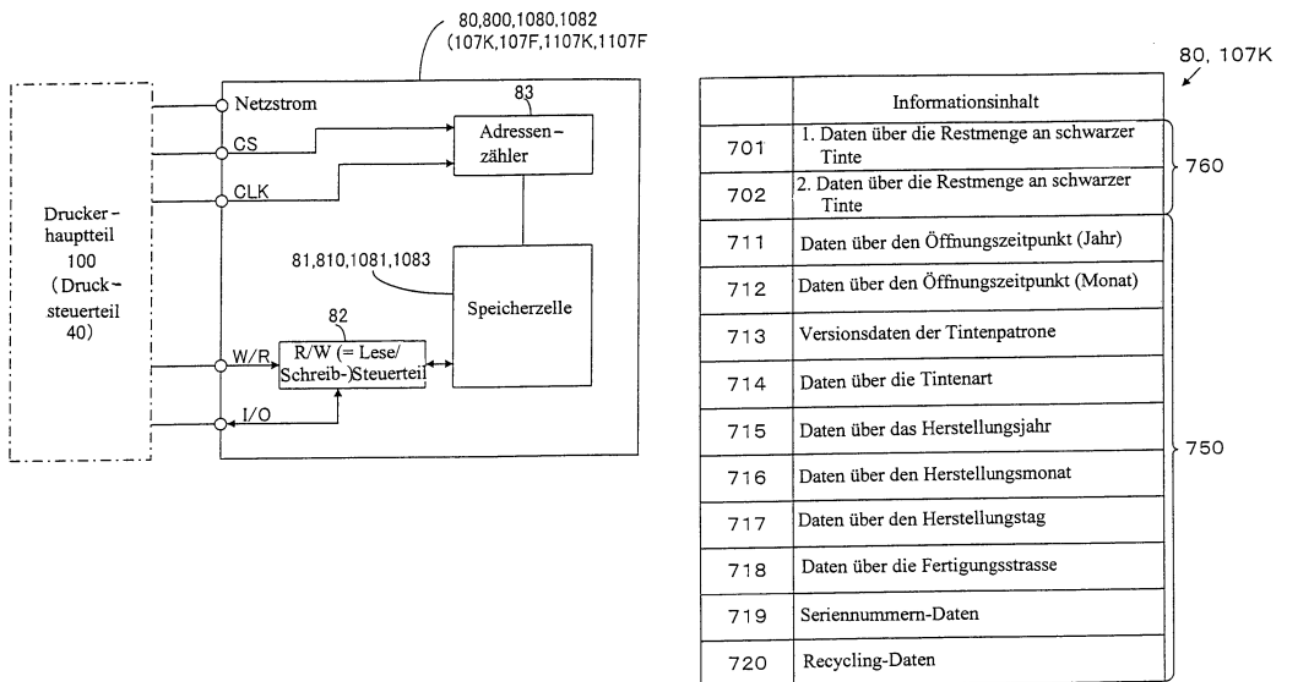 80,800,1080,1082
(107K,107F,1107K,1107F
Netzstrom
CS
CLK
83
Adressen-
zähler
Drucker-
hauptteil
100
(Druck-
steuerteil
40)
81,810,1081,1083
Speicherzelle
82
W/R
R/W (= Lese/
Schreib-)Steuerteil
I/O
80, 107K
Informationsinhalt
701 1. Daten über die Restmenge an schwarzer
Tinte
702 2. Daten über die Restmenge an schwarzer
Tinte
760
711 Daten über den Öffnungszeitpunkt (Jahr)
712 Daten über den Öffnungszeitpunkt (Monat)
713 Versionsdaten der Tintenpatrone
714 Daten über die Tintenart
715 Daten über das Herstellungsjahr
750
716 Daten über den Herstellungsmonat
717 Daten über den Herstellungstag
718 Daten über die Fertigungsstrasse
719 Seriennummern-Daten
720 Recycling-Daten